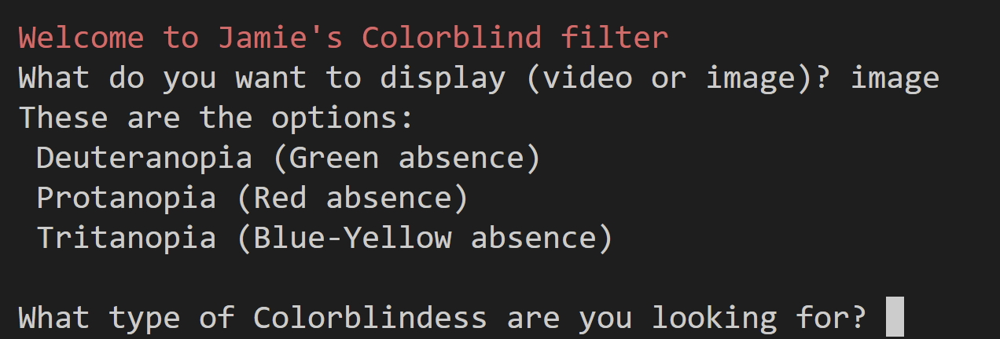 Welcome to Jamie's Colorblind filter
What do you want to display (video or image)? image
These are the options:
Deuteranopia (Green absence)
Protanopia (Red absence)
Tritanopia (Blue-Yellow absence)
What type of Colorblindess are you looking for?